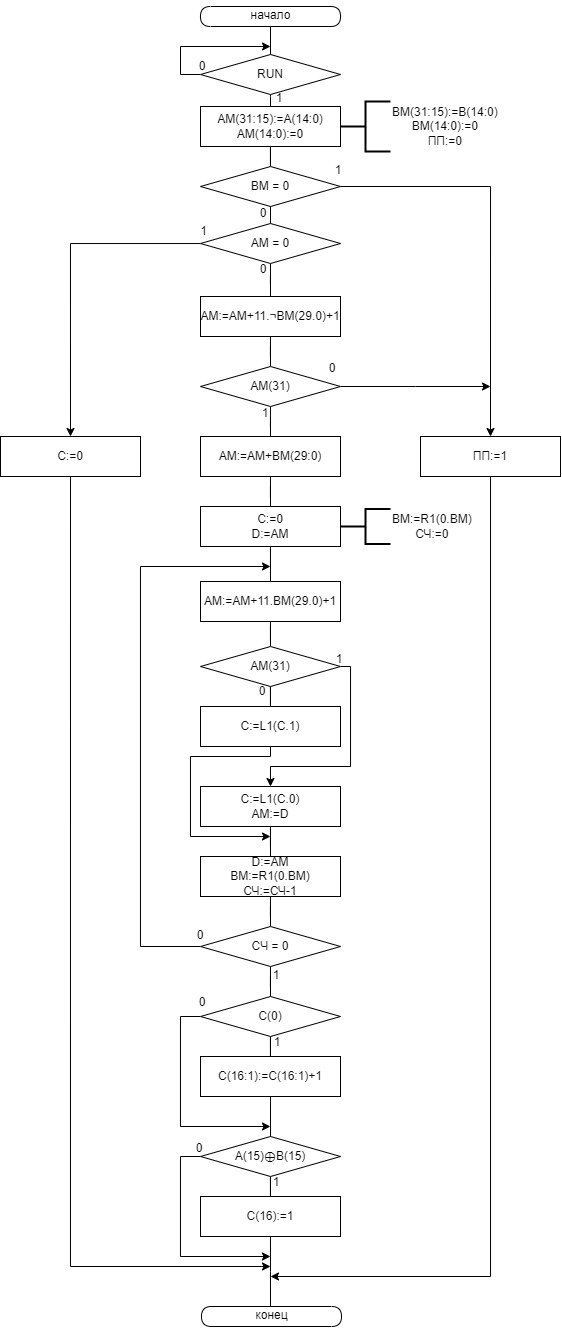 начало
0
RUN
1
AM(31:15):=A(14:0)
AM(14:0):=0
BM(31:15):=B(14:0)
BM(14:0):=0
ПП:=0
1
BM = 0
0
1
AM = 0
0
AM:=AM+11.¬BM(29.0)+1
0
AM(31)
1
C:=0
AM:=AM+BM(29:0)
ПП:=1
C:=0
D:=AM
BM:=R1(0.BM)
СЧ:=0
AM:=AM+11.BM(29.0)+1
1
AM(31)
0
C:=L1(C.1)
C:=L1(C.0)
AM:=D
D:=AM
BM:=R1(0.BM)
СЧ:=СЧ-1
0
СЧ = 0
1
0
C(0)
1
C(16:1):=C(16:1)+1
0
A(15)⊕B(15)
1
C(16):=1
конец